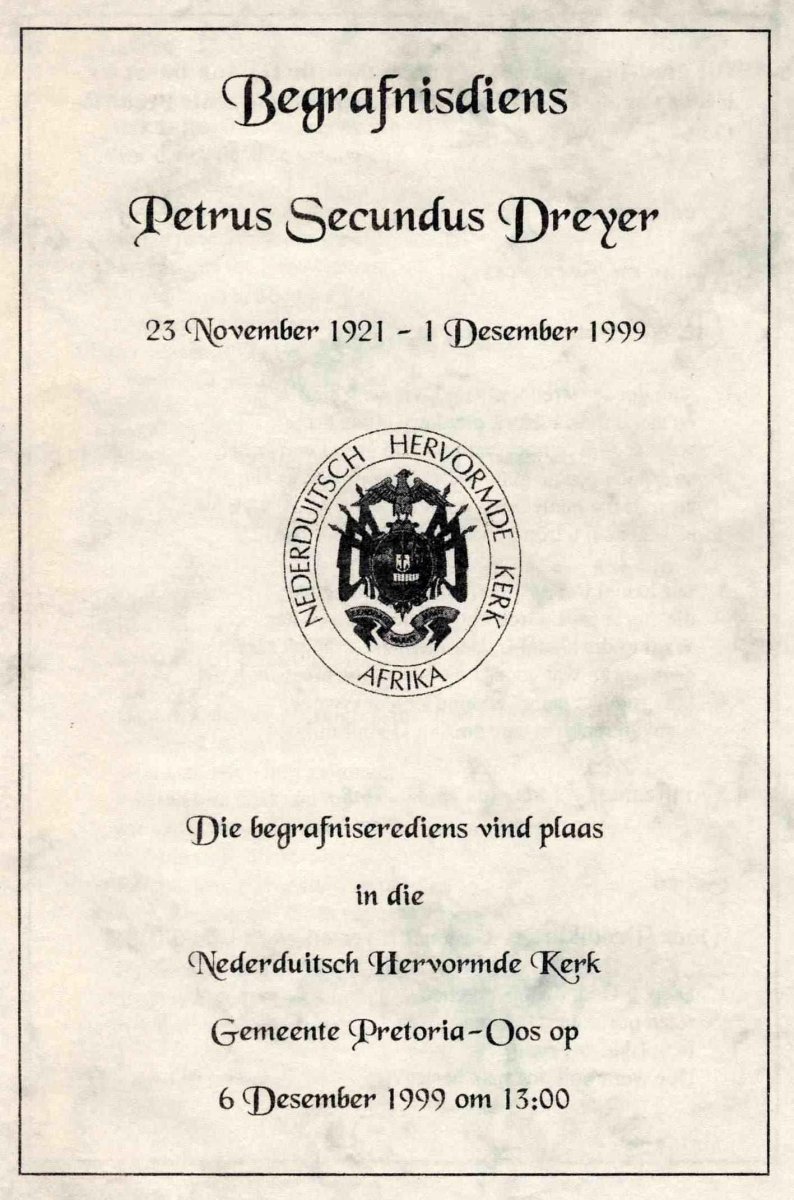 Begrafnisdiens
Petrus Secundus Dreyer
23 November 1921 - 1 Desember 1999
NEDERDUITSCH HERVORMDE KERK
AFRIKA
Die begrafniserediens vind plaas
in die
Nederduitsch Hervormde Kerk
Gemeente Pretoria-Oos op
6 Desember 1999 om 13:00